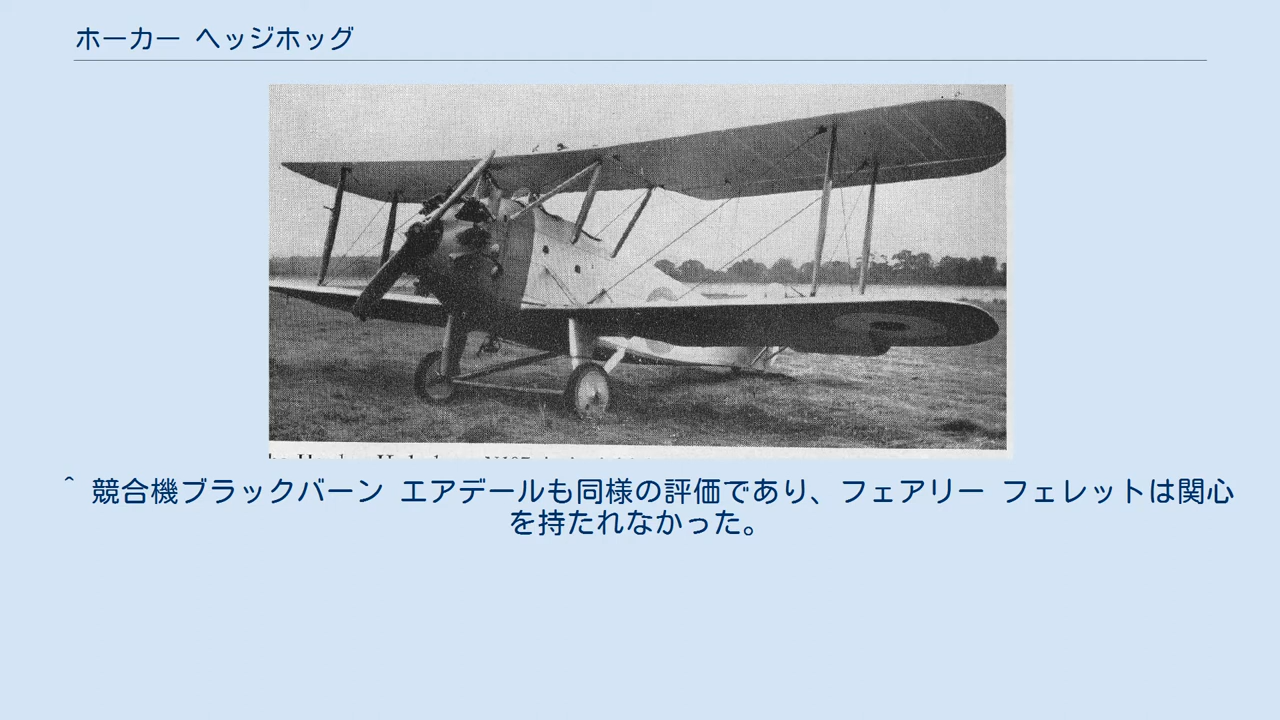 ホーカー ヘッジホッグ
^ 競合機ブラックバーン エアデールも同様の評価であり、フェアリー フェレットは関心
を持たれなかった。